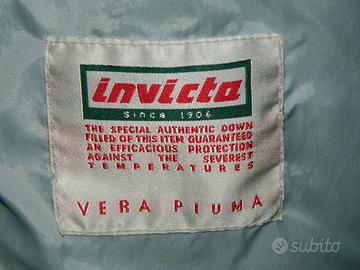 invicta
Since 1906
THE SPECIAL AUTHENTIC DOWN
FILLED OF THIS ITEM GUARANTEED
AN EFFICACIOUS PROTECTION
AGAINST THE SEVEREST
TEMPERATURES
VERA PIUMA
subito